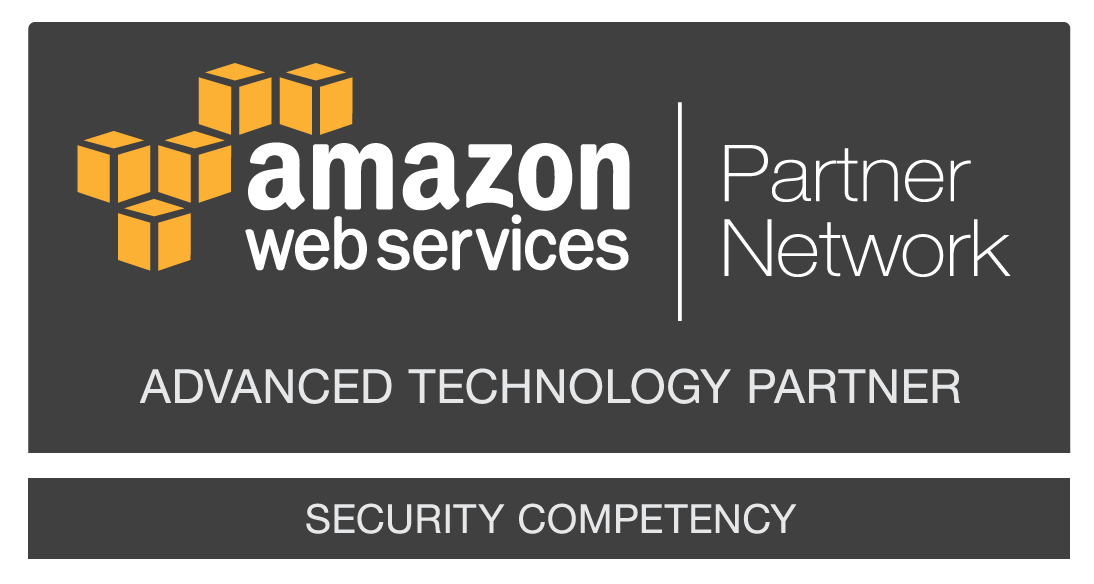 amazon
web services
Partner
Network
ADVANCED TECHNOLOGY PARTNER
SECURITY COMPETENCY